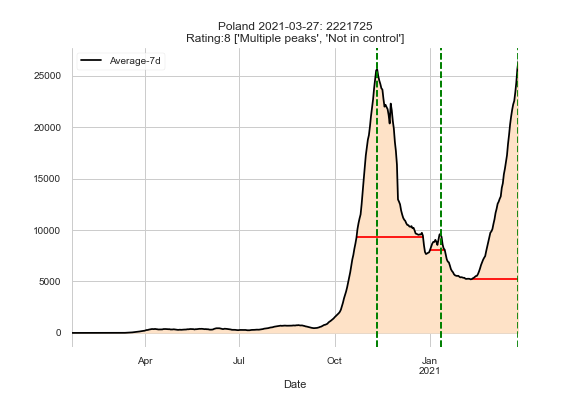 Poland 2021-03-27: 2221725
Rating:8 ['Multiple peaks', 'Not in control']
Average-7d
25000
20000
15000
10000
5000
0
Apr
Jul
Oct
Jan
2021
Date